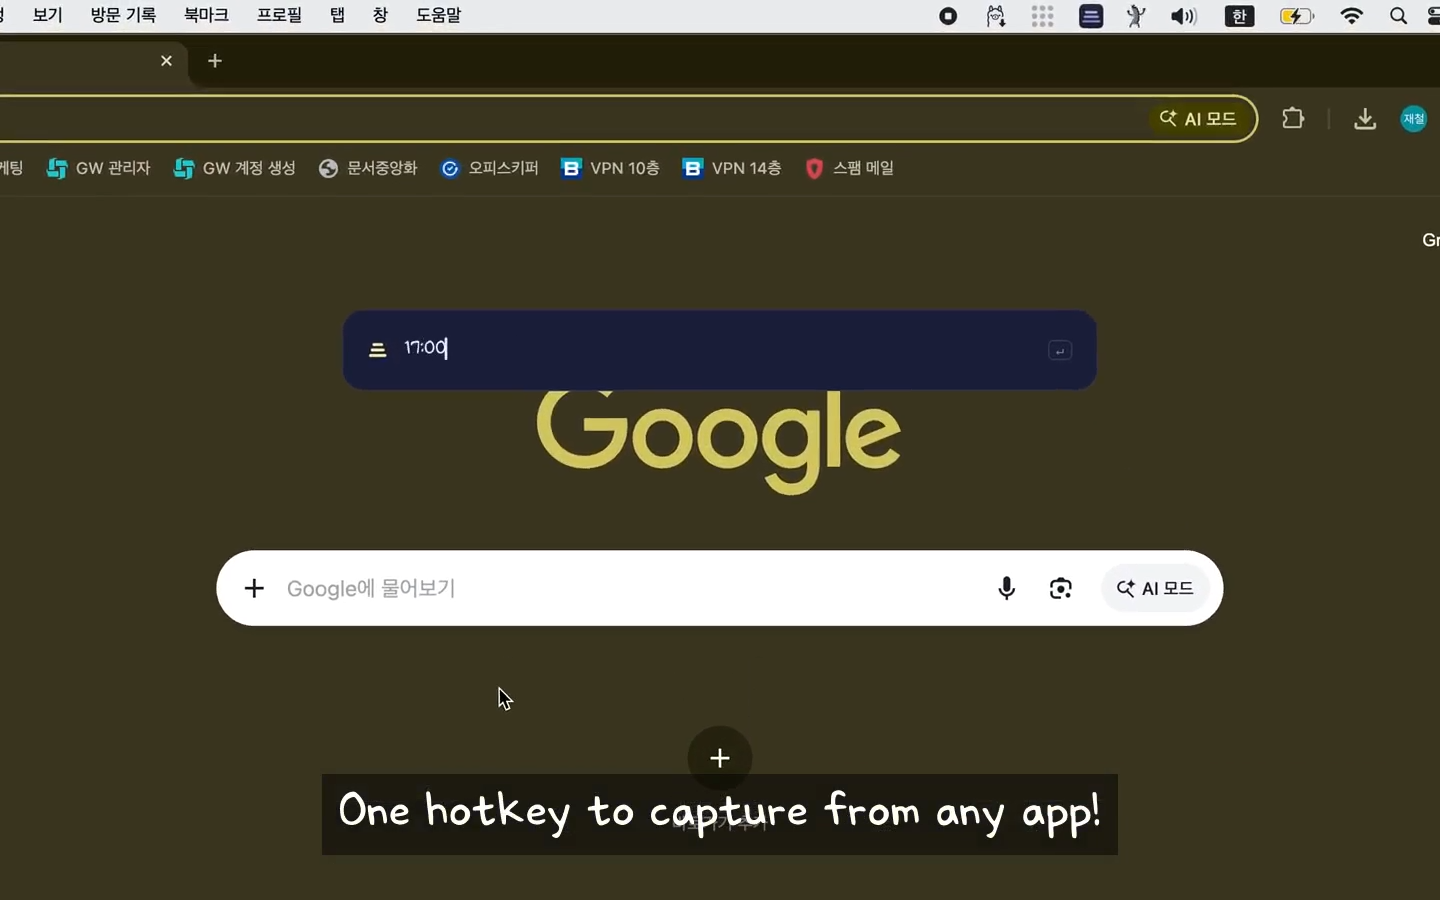 보기 방문 기록 북마크 프로필 탭 창 도움말 한
AI 모드 재철
케팅 GW 관리자 GW 계정 생성 문서중앙화 오피스키퍼 VPN 10층 VPN 14층 스팸 메일
Gr
17:00
Google
Google에 물어보기 AI 모드
One hotkey to capture from any app!